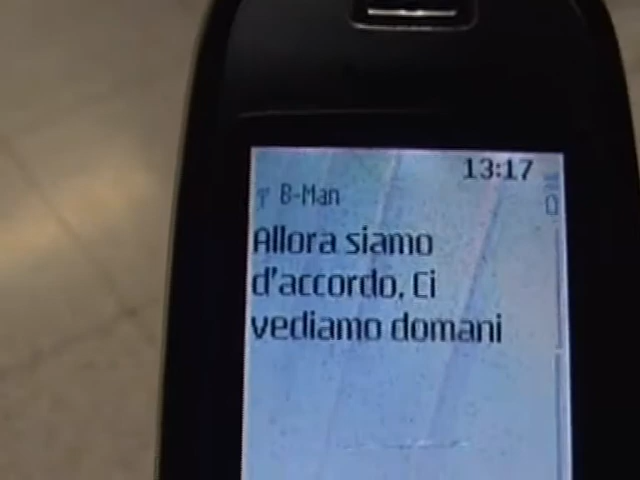 13:17
B-Man
Allora siamo
d'accordo. Ci
vediamo domani